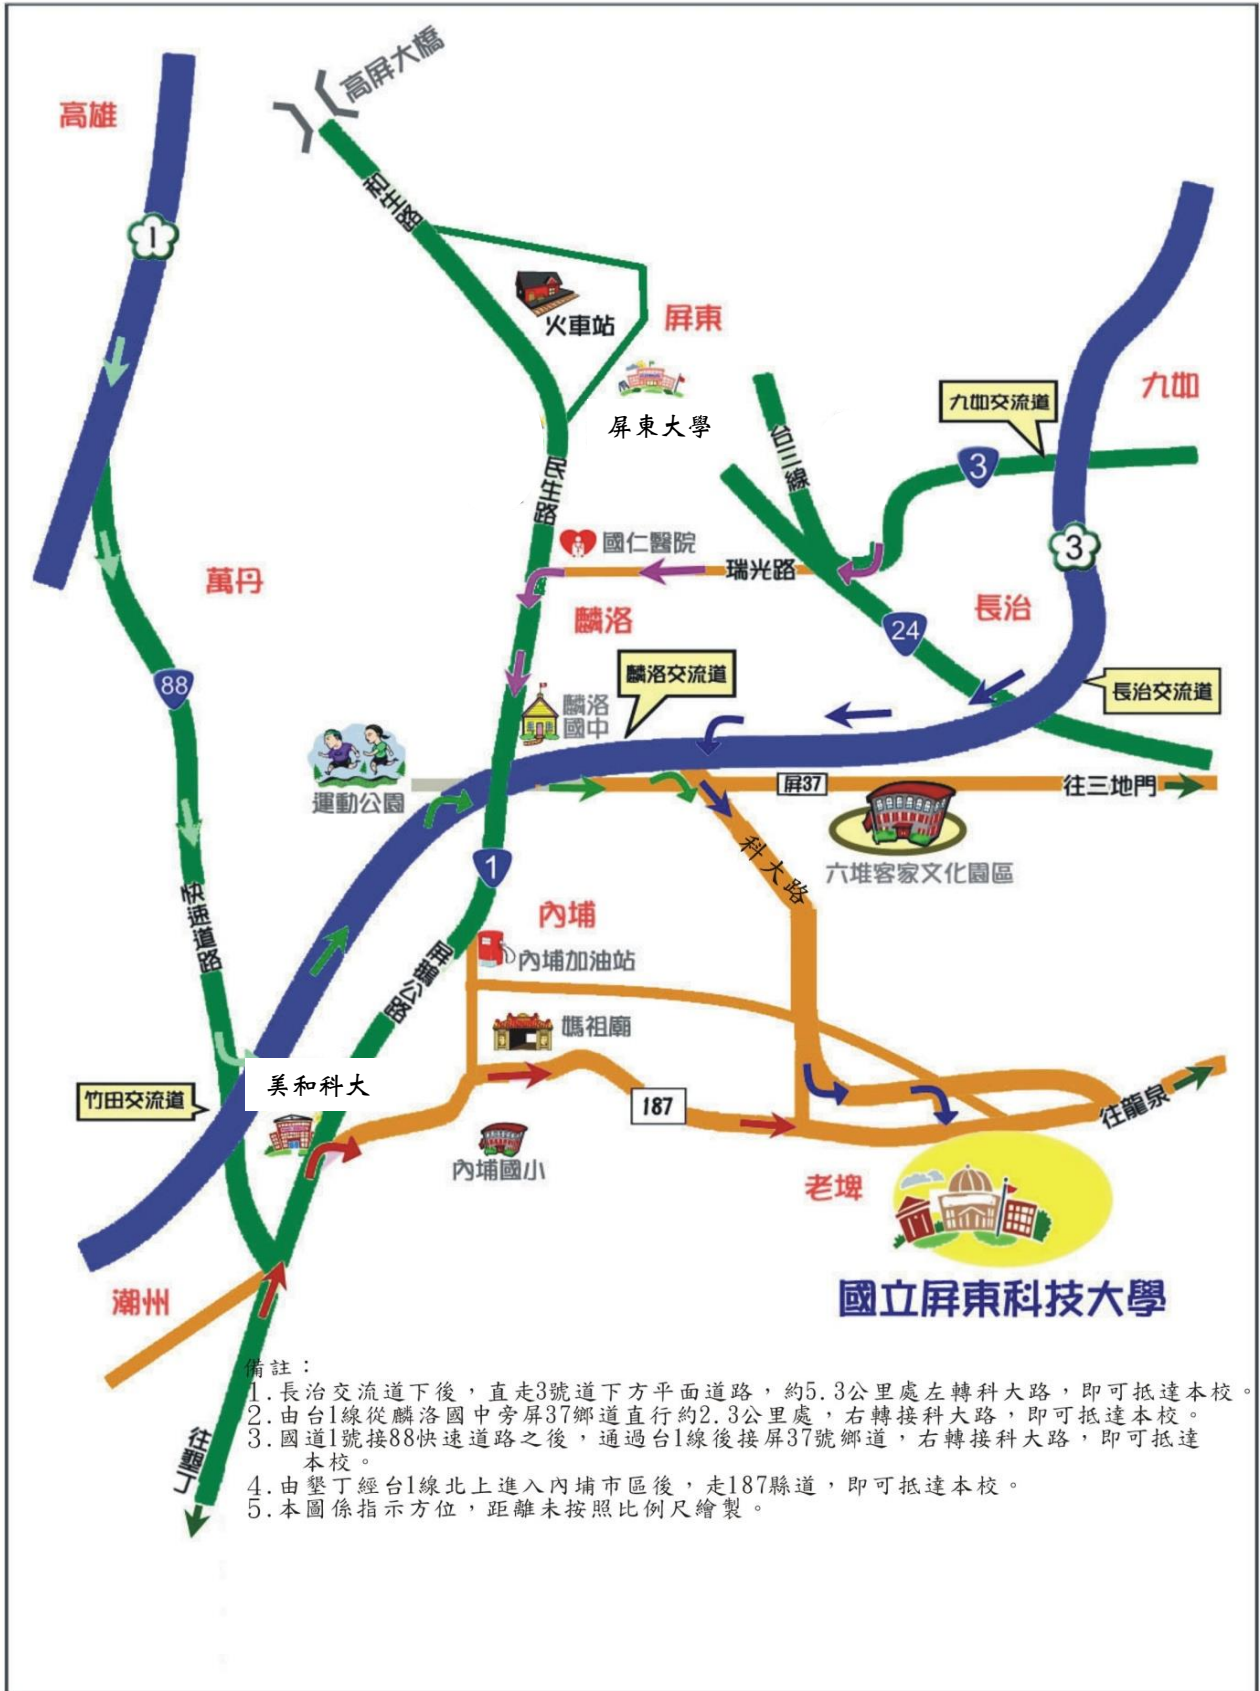 高屏大橋
高雄
1
和生路
火車站
屏東
屏東大學
九如
九如交流道
台三線
3
民生路
3
國仁醫院
瑞光路
萬丹
麟洛
長治
24
88
麟洛交流道
長治交流道
麟洛
國中
運動公園
屏37
往三地門
科大路
六堆客家文化園區
1
快速道路
內埔
內埔加油站
屏鵝公路
媽祖廟
美和科大
竹田交流道
187
往龍泉
內埔國小
老埤
潮州
國立屏東科技大學
往墾丁
備註：
1.長治交流道下後，直走3號道下方平面道路，約5.3公里處左轉科大路，即可抵達本校。
2.由台1線從麟洛國中旁屏37鄉道直行約2.3公里處，右轉接科大路，即可抵達本校。
3.國道1號接88快速道路之後，通過台1線後接屏37號鄉道，右轉接科大路，即可抵達
本校。
4.由墾丁經台1線北上進入內埔市區後，走187縣道，即可抵達本校。
5.本圖係指示方位，距離未按照比例尺繪製。